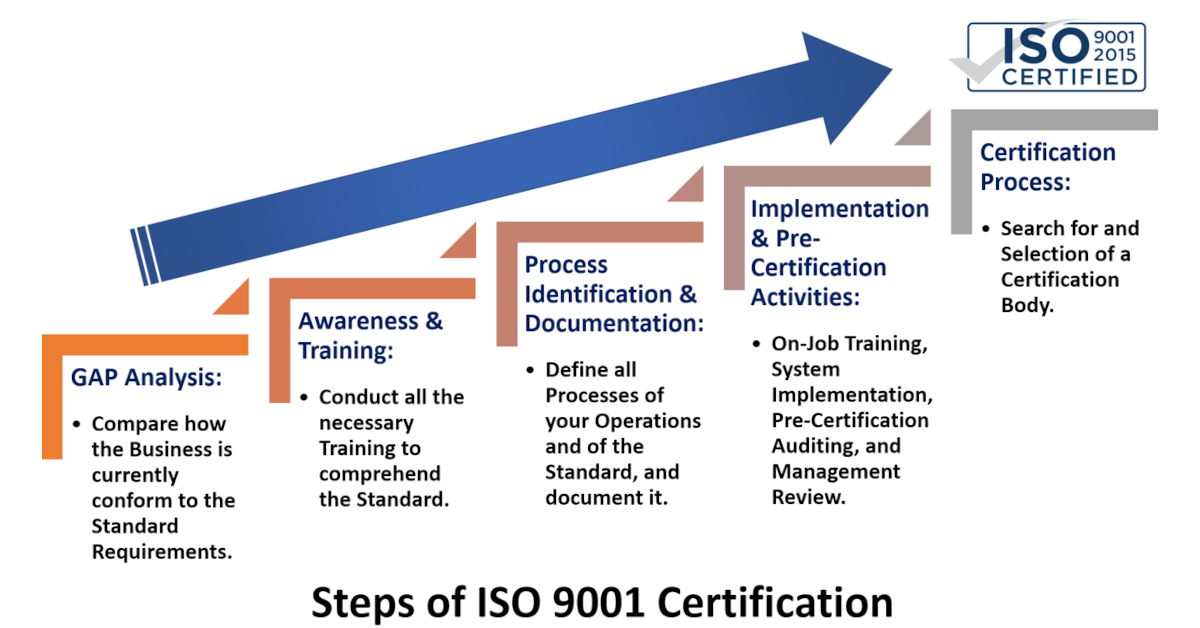 ISO 9001
2015
CERTIFIED
GAP Analysis:
• Compare how
the Business is
currently
conform to the
Standard
Requirements.
Awareness &
Training:
• Conduct all the
necessary
Training to
comprehend
the Standard.
Process
Identification &
Documentation:
• Define all
Processes of
your Operations
and of the
Standard, and
document it.
Implementation
& Pre-
Certification
Activities:
• On-Job Training,
System
Implementation,
Pre-Certification
Auditing, and
Management
Review.
Certification
Process:
• Search for and
Selection of a
Certification
Body.
Steps of ISO 9001 Certification